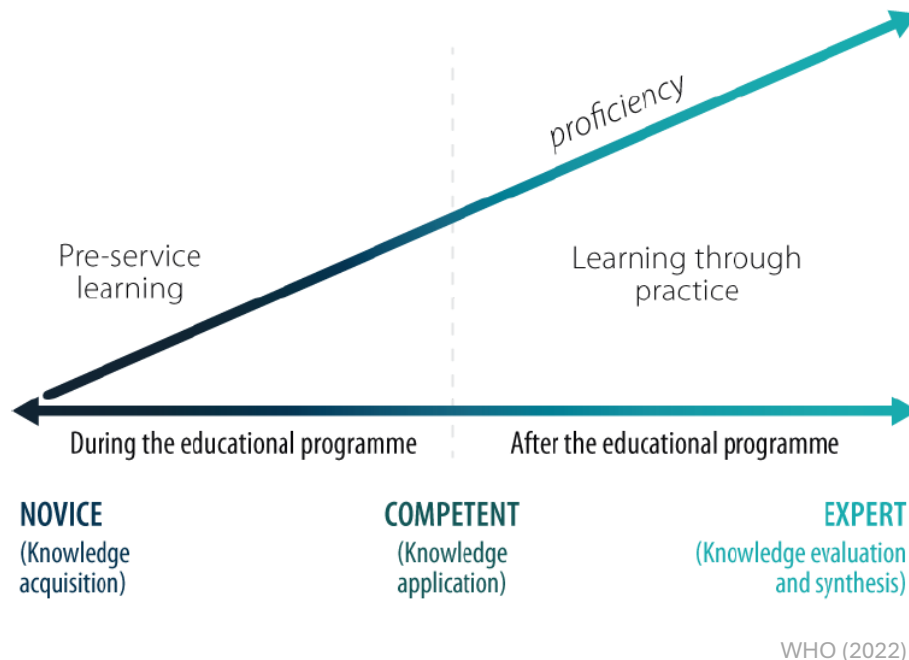 proficiency
Pre-service
learning
Learning through
practice
During the educational programme
After the educational programme
NOVICE
(Knowledge
acquisition)
COMPETENT
(Knowledge
application)
EXPERT
(Knowledge evaluation
and synthesis)
WHO (2022)